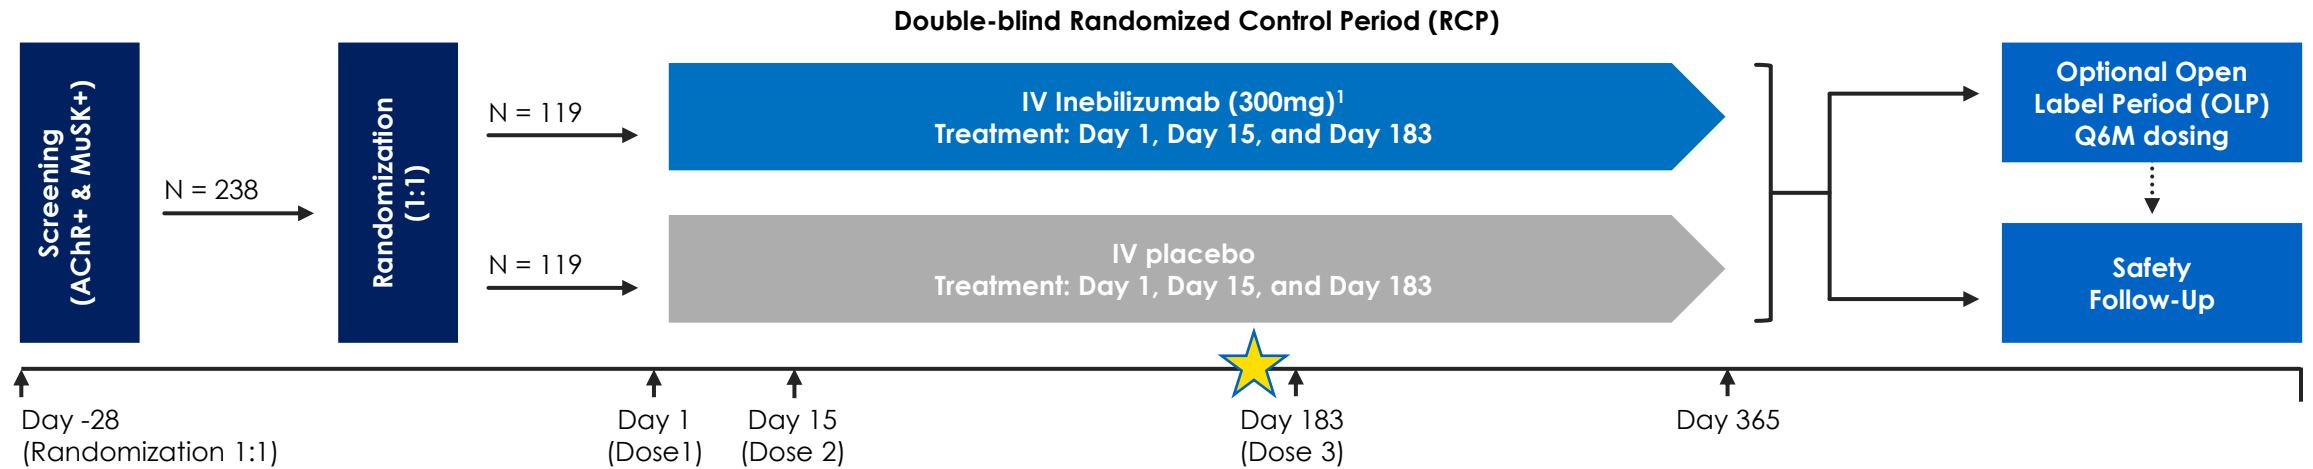 Double-blind Randomized Control Period (RCP)
Screening
(AChR+ & MuSK+)
N = 238
Randomization
(1:1)
N = 119
IV Inebilizumab (300mg)¹
Treatment: Day 1, Day 15, and Day 183
N = 119
IV placebo
Treatment: Day 1, Day 15, and Day 183
Optional Open
Label Period (OLP)
Q6M dosing
Safety
Follow-Up
Day -28
(Randomization 1:1)
Day 1
(Dose1)
Day 15
(Dose 2)
Day 183
(Dose 3)
Day 365